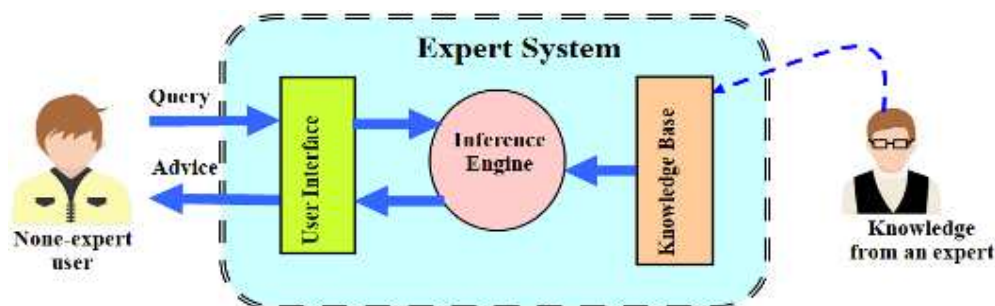 Expert System
Query
Advice
None-expert
user
User Interface
Inference
Engine
Knowledge Base
Knowledge
from an expert